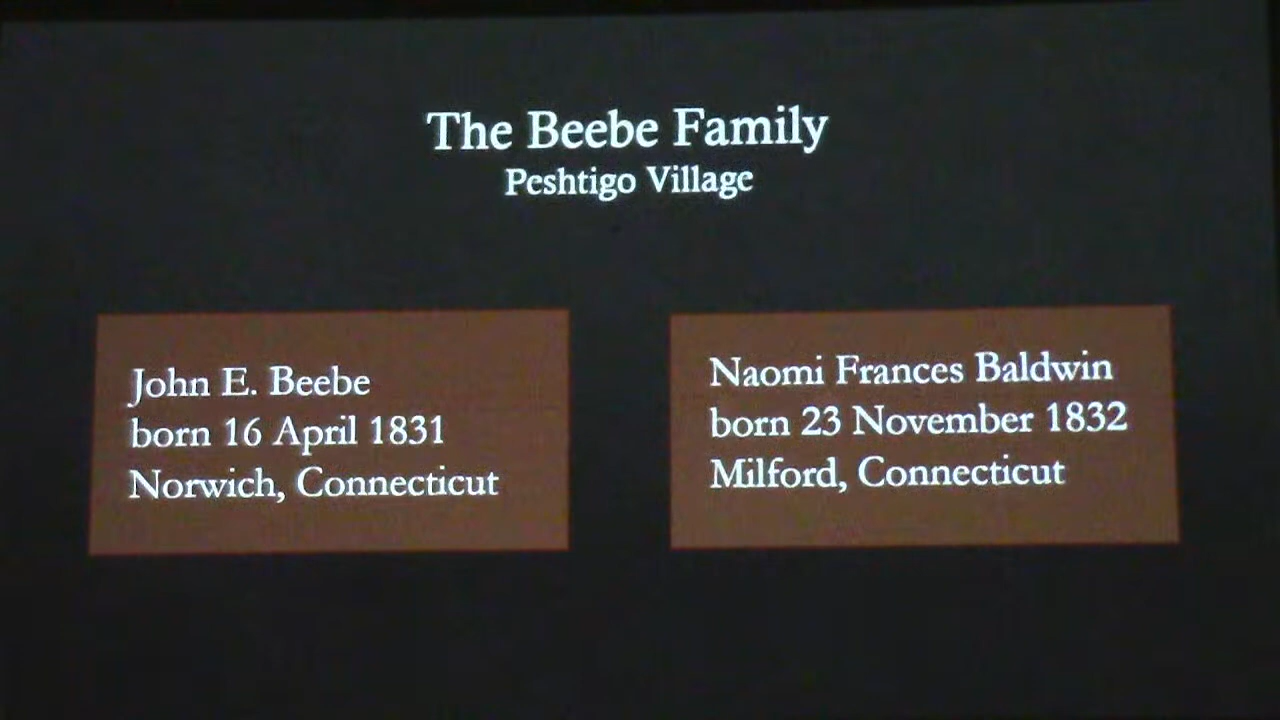 The Beebe Family
Peshtigo Village
John E. Beebe
born 16 April 1831
Norwich, Connecticut
Naomi Frances Baldwin
born 23 November 1832
Milford, Connecticut